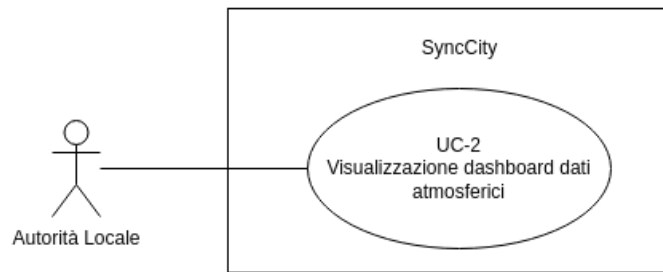 SyncCity
UC-2
Visualizzazione dashboard dati
atmosferici
Autorità Locale